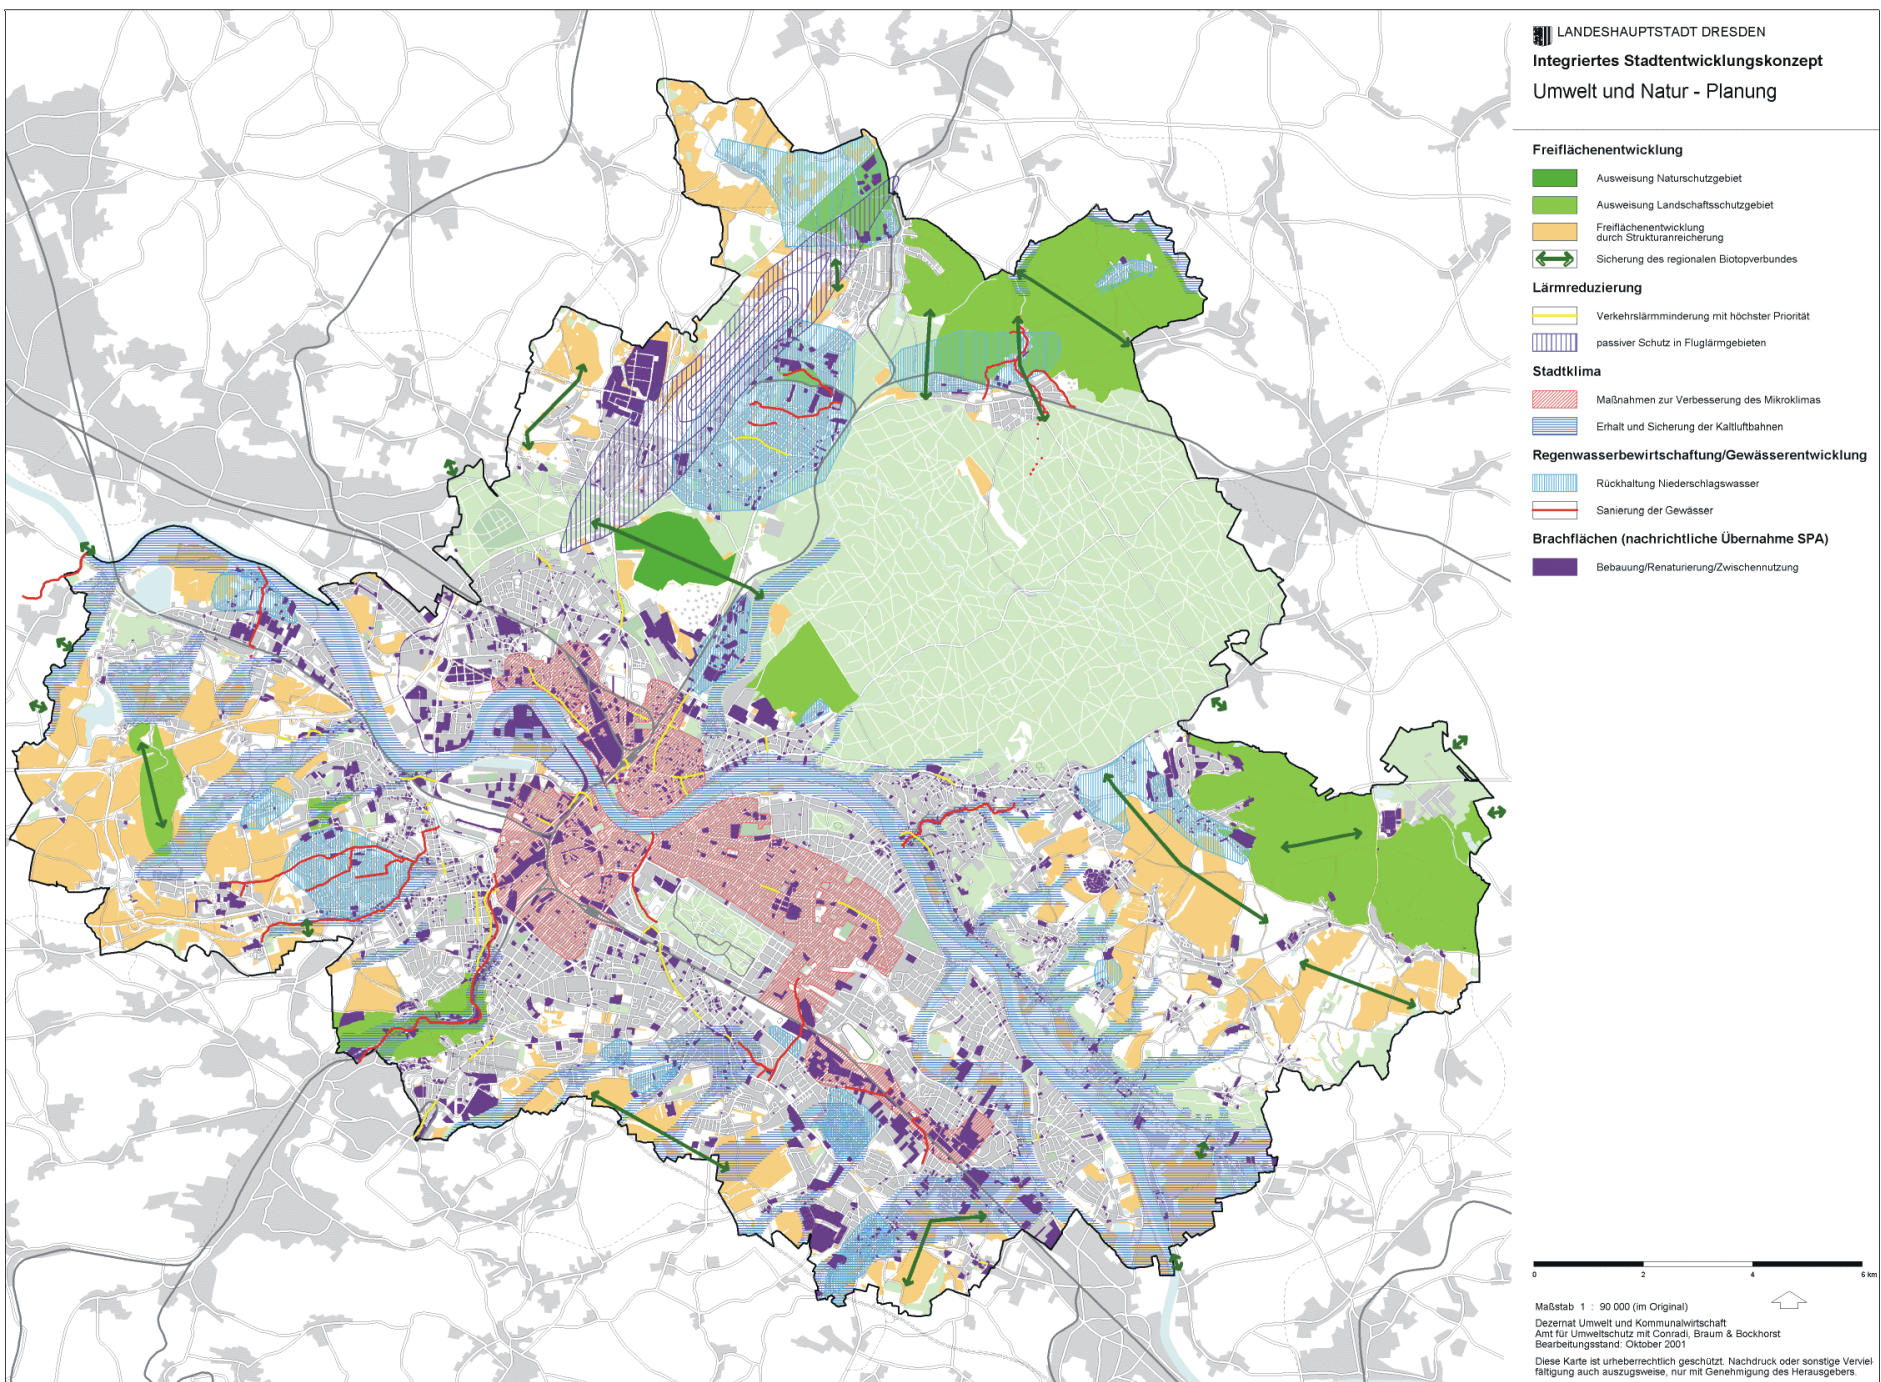 LANDESHAUPTSTADT DRESDEN
Integriertes Stadtentwicklungskonzept
Umwelt und Natur - Planung
Freiflächenentwicklung
Ausweisung Naturschutzgebiet
Ausweisung Landschaftsschutzgebiet
Freiflächenentwicklung
durch Strukturanreicherung
Sicherung des regionalen Biotopverbundes
Lärmreduzierung
Verkehrslärmminderung mit höchster Priorität
passiver Schutz in Fluglärmgebieten
Stadtklima
Maßnahmen zur Verbesserung des Mikroklimas
Erhalt und Sicherung der Kaltluftbahnen
Regenwasserbewirtschaftung/Gewässerentwicklung
Rückhaltung Niederschlagswasser
Sanierung der Gewässer
Brachflächen (nachrichtliche Übernahme SPA)
Bebauung/Renaturierung/Zwischennutzung
0 2 4 6 km
Maßstab 1 : 90 000 (im Original)
Dezernat Umwelt und Kommunalwirtschaft
Amt für Umweltschutz mit Conradi, Braum & Bockhorst
Bearbeitungsstand: Oktober 2001
Diese Karte ist urheberrechtlich geschützt. Nachdruck oder sonstige Verviel-
fältigung auch auszugsweise, nur mit Genehmigung des Herausgebers.